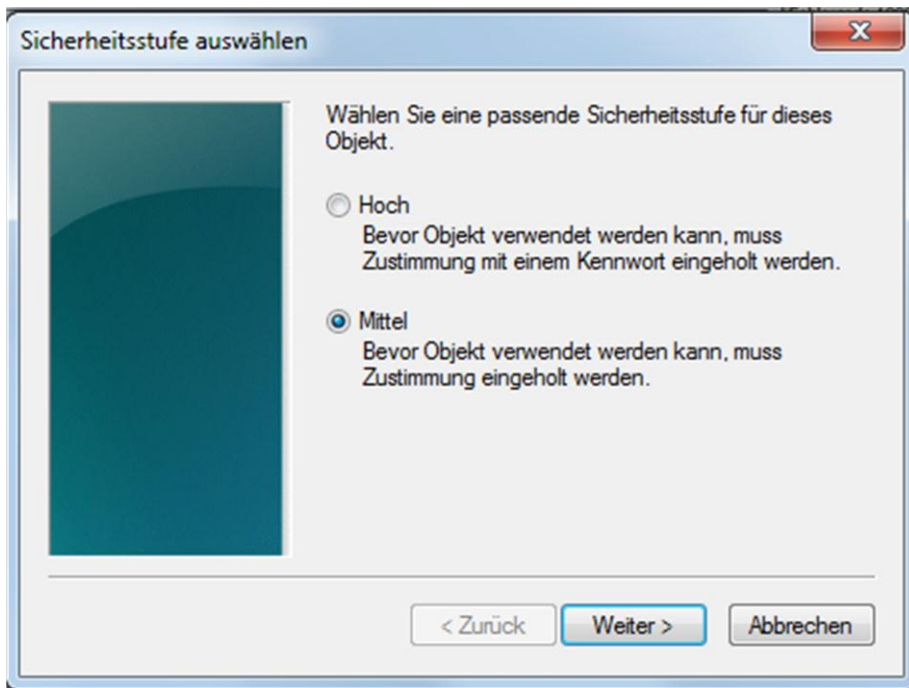 Sicherheitsstufe auswählen
Wählen Sie eine passende Sicherheitsstufe für dieses
Objekt.
Hoch
Bevor Objekt verwendet werden kann, muss
Zustimmung mit einem Kennwort eingeholt werden.
Mittel
Bevor Objekt verwendet werden kann, muss
Zustimmung eingeholt werden.
< Zurück Weiter > Abbrechen